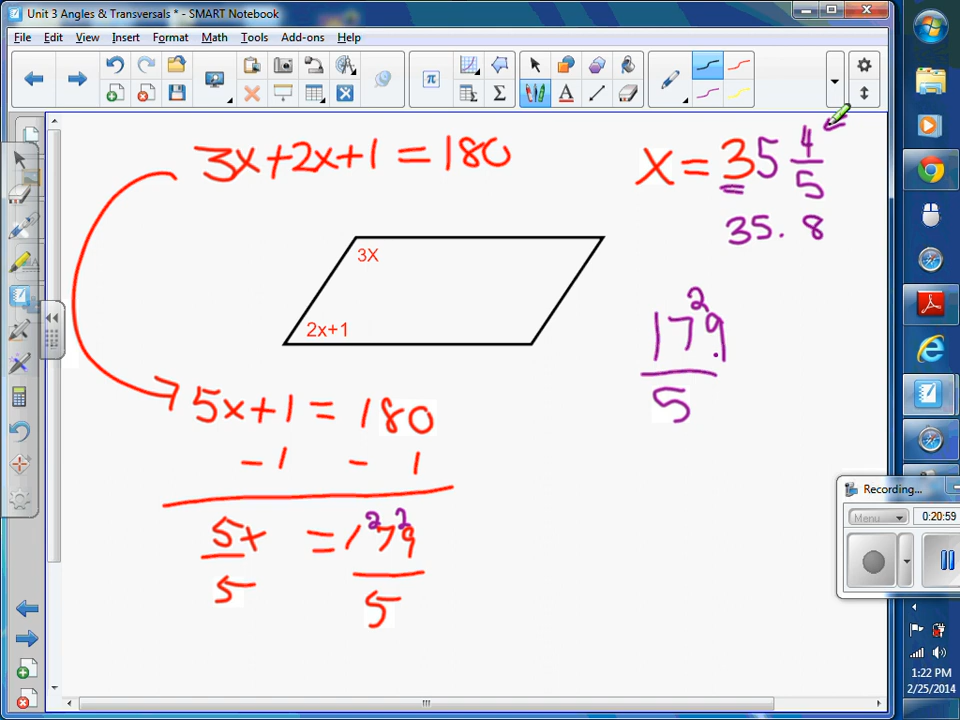 Unit 3 Angles & Transversals * - SMART Notebook
File Edit View Insert Format Math Tools Add-ons Help
3x+2x+1=180
x=35 4/5
35.8
3X
2x+1
17²9
5
5x+1=180
-1 -1
5x =17²9²
5 5
Recording...
Menu
0:20:59
1:22 PM
2/25/2014